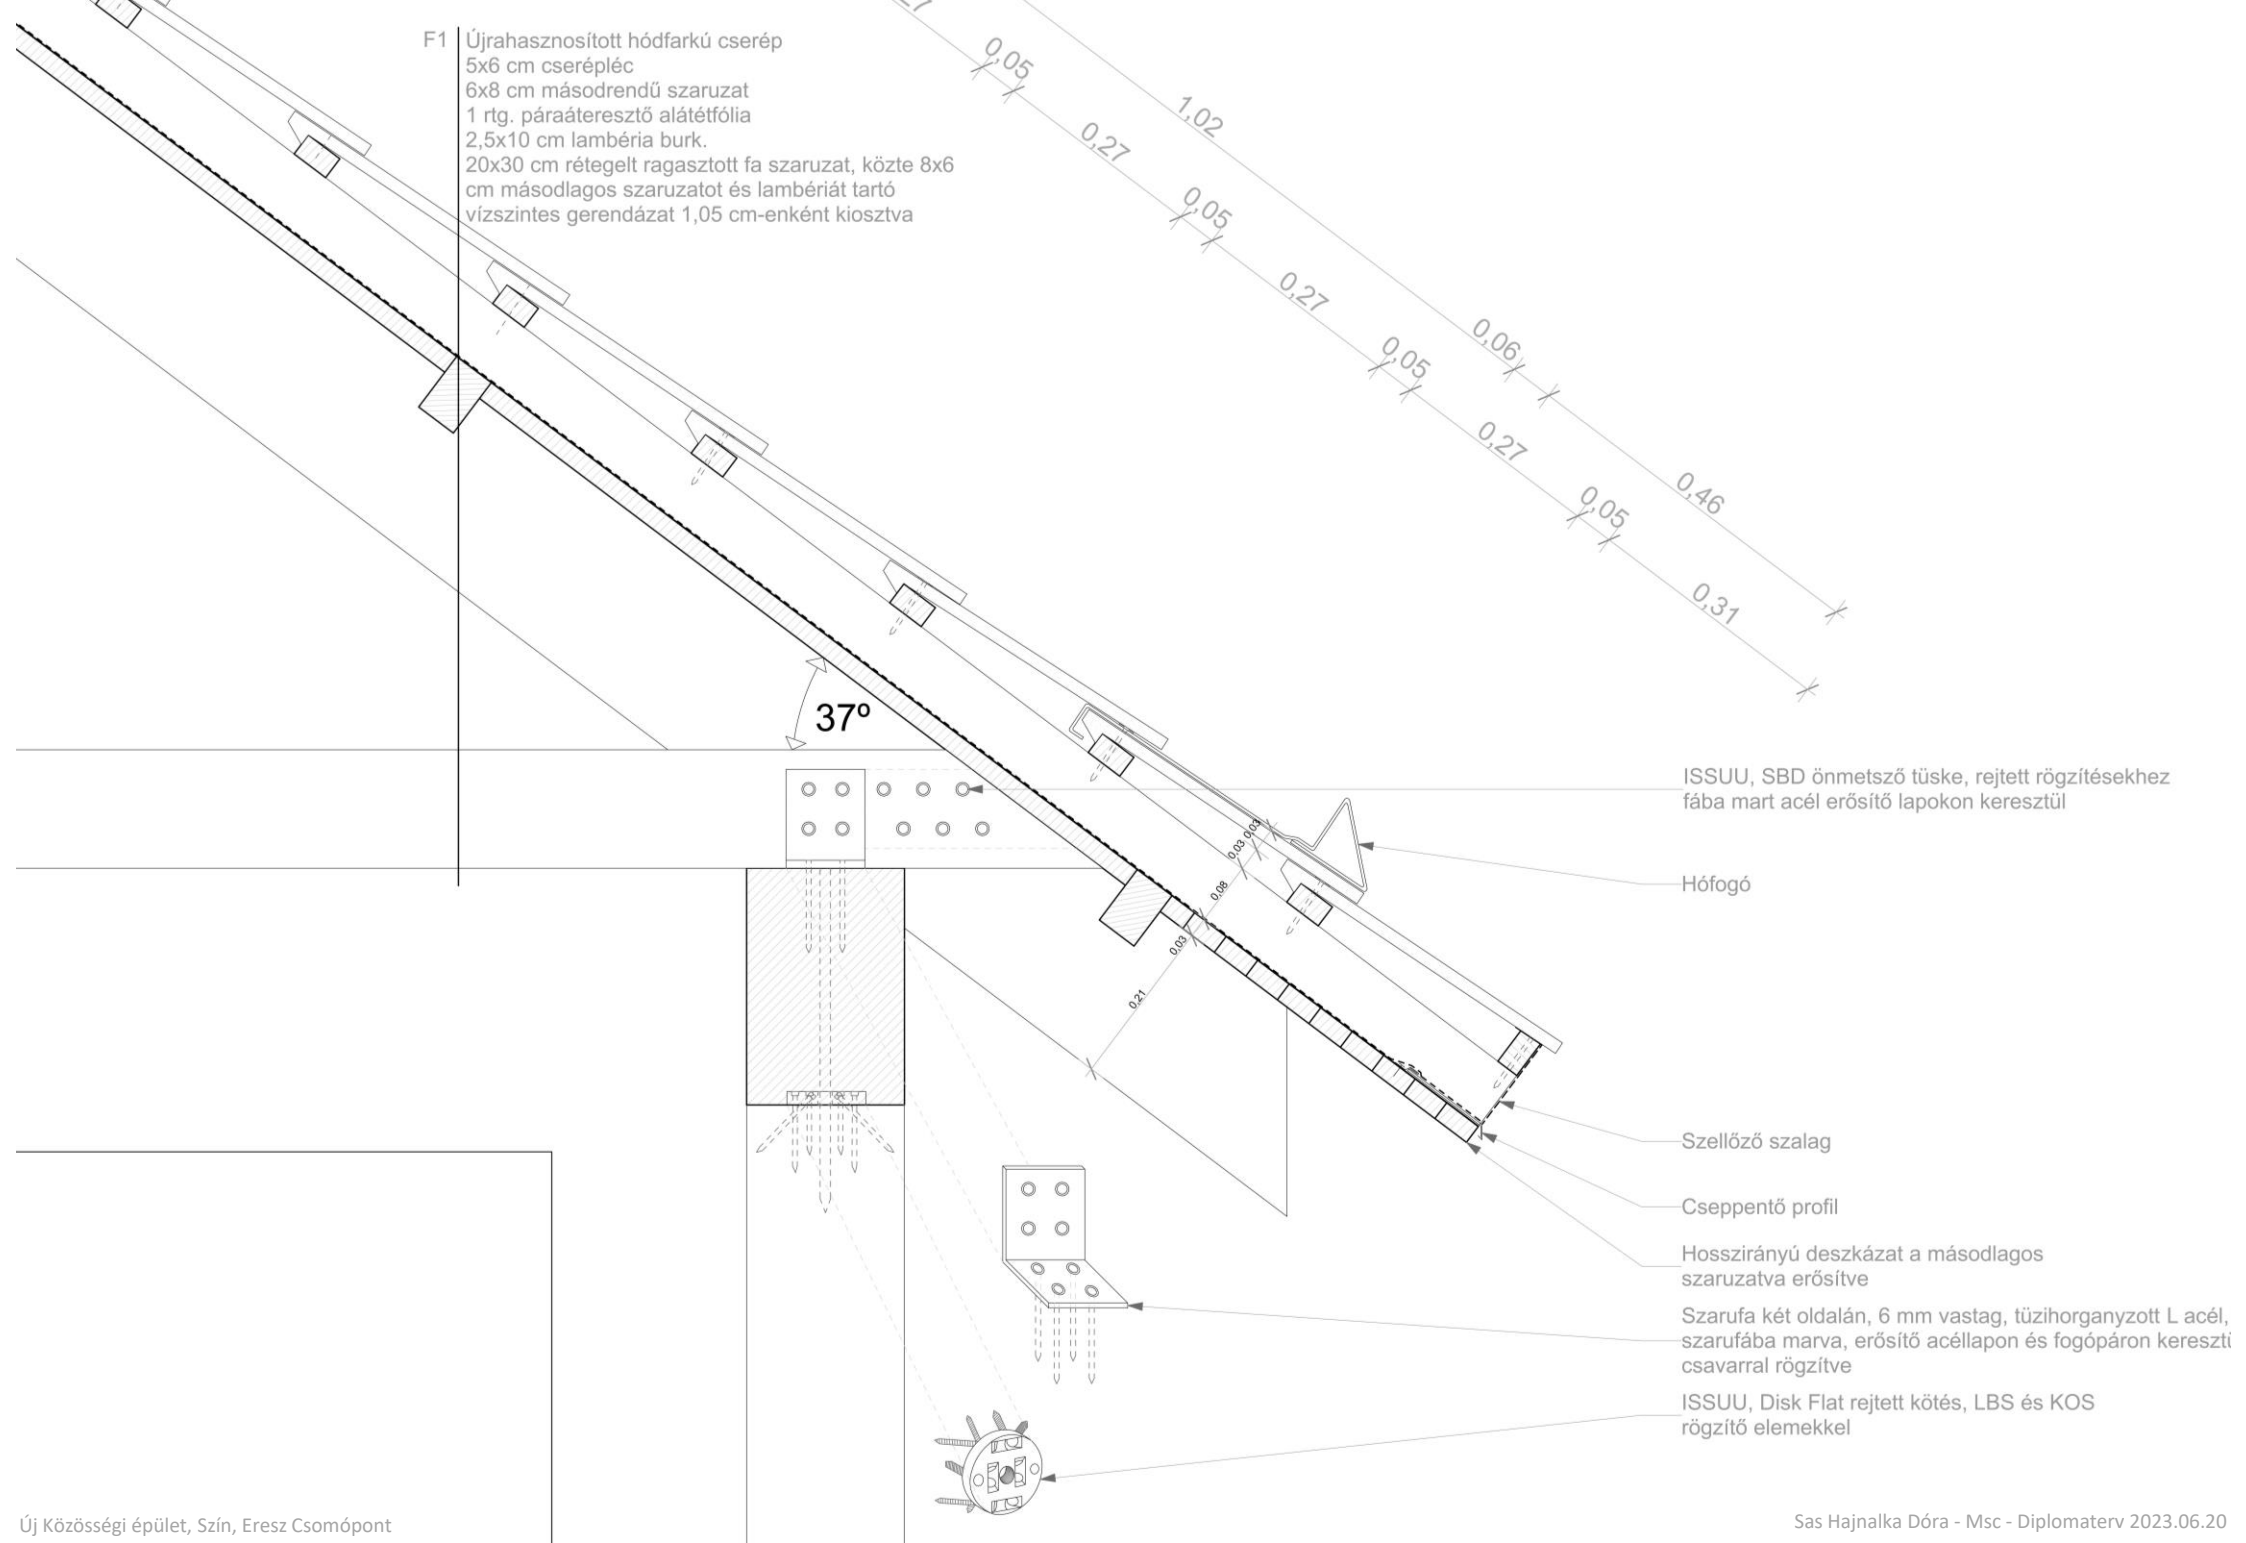 F1
Újrahasznosított hódfarkú cserép
5x6 cm cserépléc
6x8 cm másodrendű szaruzat
1 rtg. páraáteresztő alátétfólia
2,5x10 cm lambéria burk.
20x30 cm rétegelt ragasztott fa szaruzat, közte 8x6
cm másodlagos szaruzatot és lambériát tartó
vízszintes gerendázat 1,05 cm-enként kiosztva
0,05
0,27
0,05
0,27
0,05
0,27
0,05
0,31
1,02
0,06
0,46
37º
0,03
0,03
0,08
0,03
0,21
ISSUU, SBD önmetsző tüske, rejtett rögzítésekhez
fába mart acél erősítő lapokon keresztül
Hófogó
Szellőző szalag
Cseppentő profil
Hosszirányú deszkázat a másodlagos
szaruzatva erősítve
Szarufa két oldalán, 6 mm vastag, tüzihorganyzott L acél,
szarufába marva, erősítő acéllapon és fogópáron
csavarral rögzítve
ISSUU, Disk Flat rejtett kötés, LBS és KOS
rögzítő elemekkel
Új Közösségi épület, Szín, Eresz Csomópont
Sas Hajnalka Dóra - Msc - Diplomaterv 2023.06.20